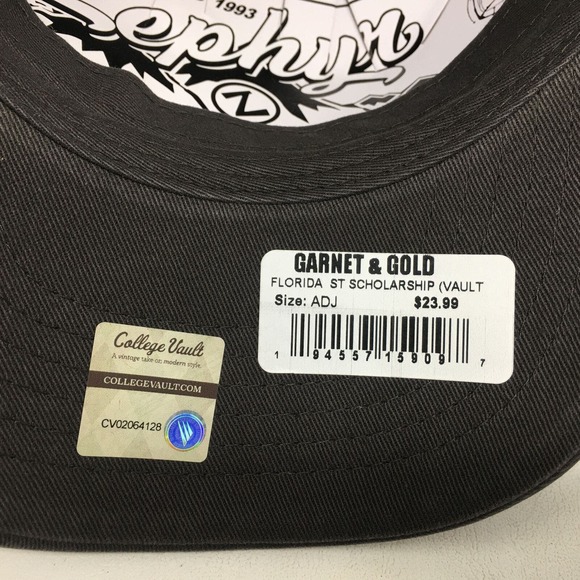 1993
Zephyr
Z
GARNET & GOLD
FLORIDA ST SCHOLARSHIP (VAULT
Size: ADJ $23.99
1 94557 15909 7
College Vault
A vintage take on modern style.
COLLEGEVAULT.COM
CV02064128